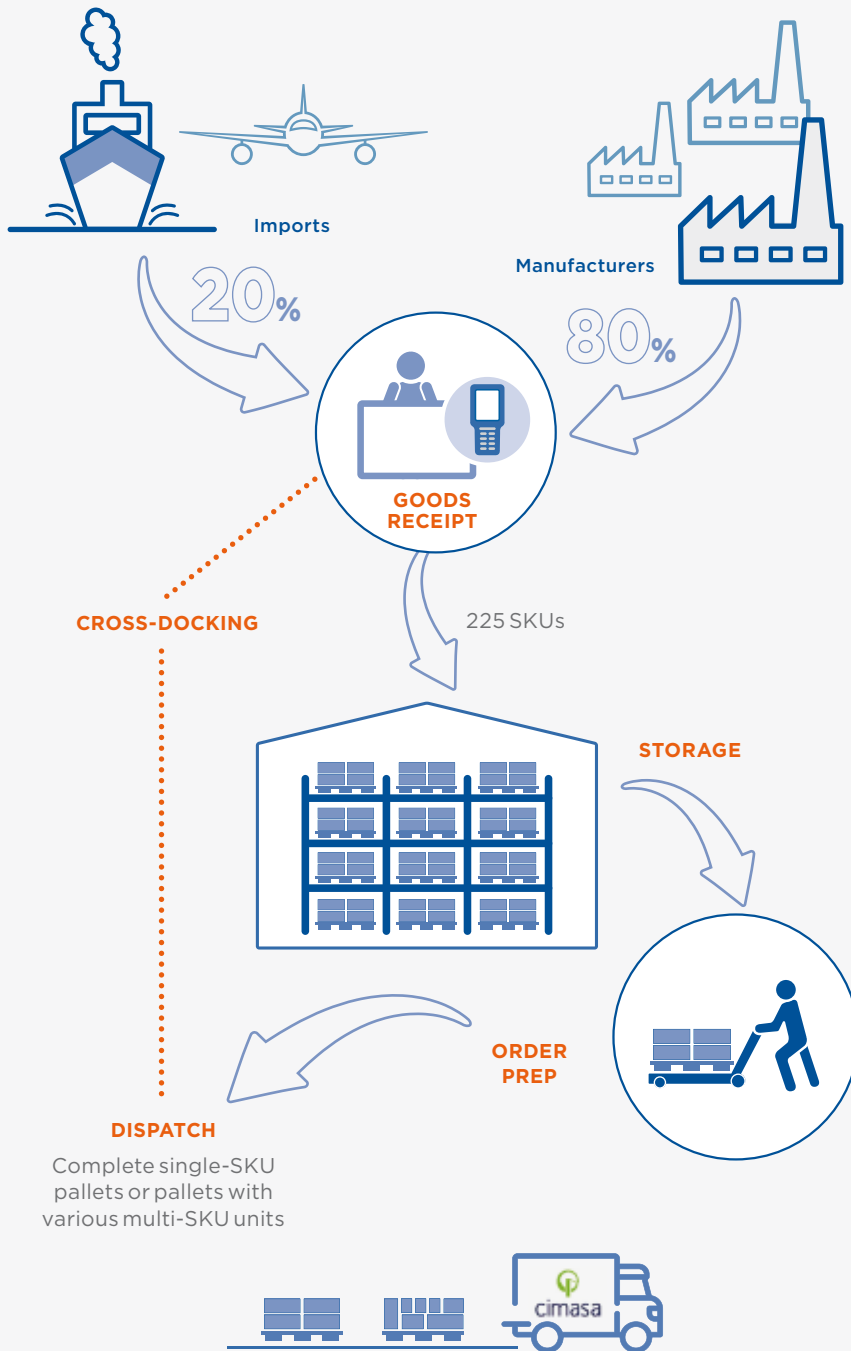 Imports
20%
Manufacturers
80%
GOODS
RECEIPT
CROSS-DOCKING
225 SKUs
STORAGE
ORDER
PREP
DISPATCH
Complete single-SKU
pallets or pallets with
various multi-SKU units
cimasa